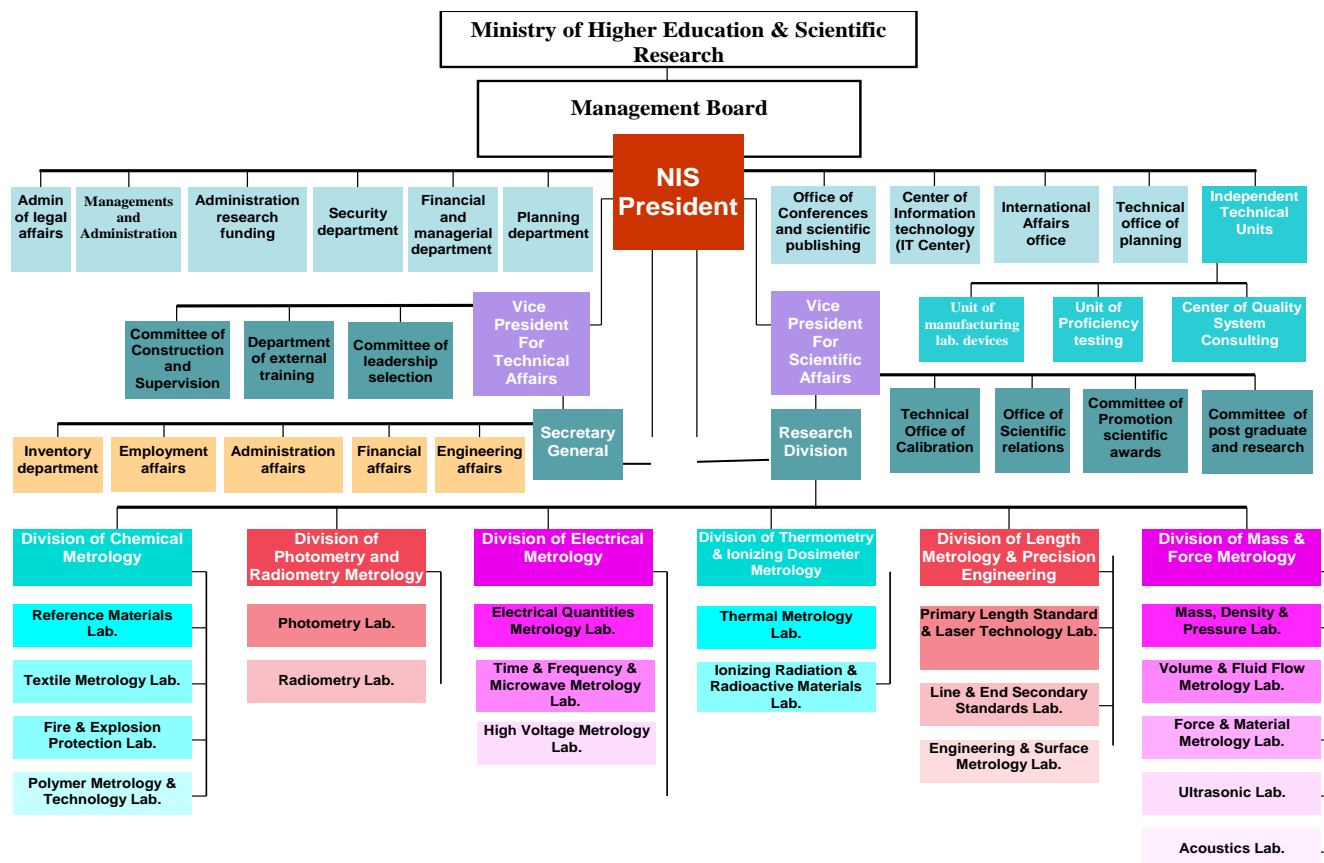 Ministry of Higher Education & Scientific
Research
Management Board
NIS
President
Admin
of legal
affairs
Managements
and
Administration
Administration
research
funding
Security
department
Financial
and
managerial
department
Planning
department
Office of
Conferences
and scientific
publishing
Center of
Information
technology
(IT Center)
International
Affairs
office
Technical
office of
planning
Independent
Technical
Units
Unit of
manufacturing
lab. devices
Unit of
Proficiency
testing
Center of Quality
System
Consulting
Vice
President
For
Technical
Affairs
Vice
President
For
Scientific
Affairs
Committee of
Construction
and
Supervision
Department
of external
training
Committee of
leadership
selection
Technical
Office of
Calibration
Office of
Scientific
relations
Committee of
Promotion
scientific
awards
Committee of
post graduate
and research
Secretary
General
Research
Division
Inventory
department
Employment
affairs
Administration
affairs
Financial
affairs
Engineering
affairs
Division of Chemical
Metrology
Reference Materials
Lab.
Textile Metrology Lab.
Fire & Explosion
Protection Lab.
Polymer Metrology &
Technology Lab.
Division of
Photometry and
Radiometry Metrology
Photometry Lab.
Radiometry Lab.
Division of Electrical
Metrology
Electrical Quantities
Metrology Lab.
Time & Frequency &
Microwave Metrology
Lab.
High Voltage Metrology
Lab.
Division of Thermometry
& Ionizing Dosimeter
Metrology
Thermal Metrology
Lab.
Ionizing Radiation &
Radioactive Materials
Lab.
Division of Length
Metrology & Precision
Engineering
Primary Length Standard
& Laser Technology Lab.
Line & End Secondary
Standards Lab.
Engineering & Surface
Metrology Lab.
Division of Mass &
Force Metrology
Mass, Density &
Pressure Lab.
Volume & Fluid Flow
Metrology Lab.
Force & Material
Metrology Lab.
Ultrasonic Lab.
Acoustics Lab.